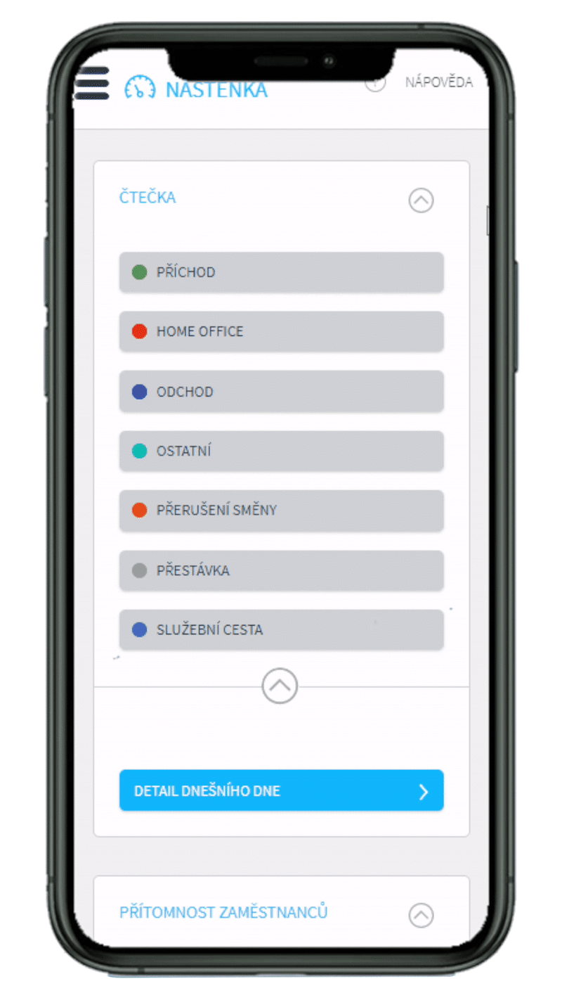 NÁSTĚNKA
? NÁPOVĚDA
ČTEČKA
PŘÍCHOD
HOME OFFICE
ODCHOD
OSTATNÍ
PŘERUŠENÍ SMĚNY
PŘESTÁVKA
SLUŽEBNÍ CESTA
DETAIL DNEŠNÍHO DNE
PŘÍTOMNOST ZAMĚSTNANCŮ